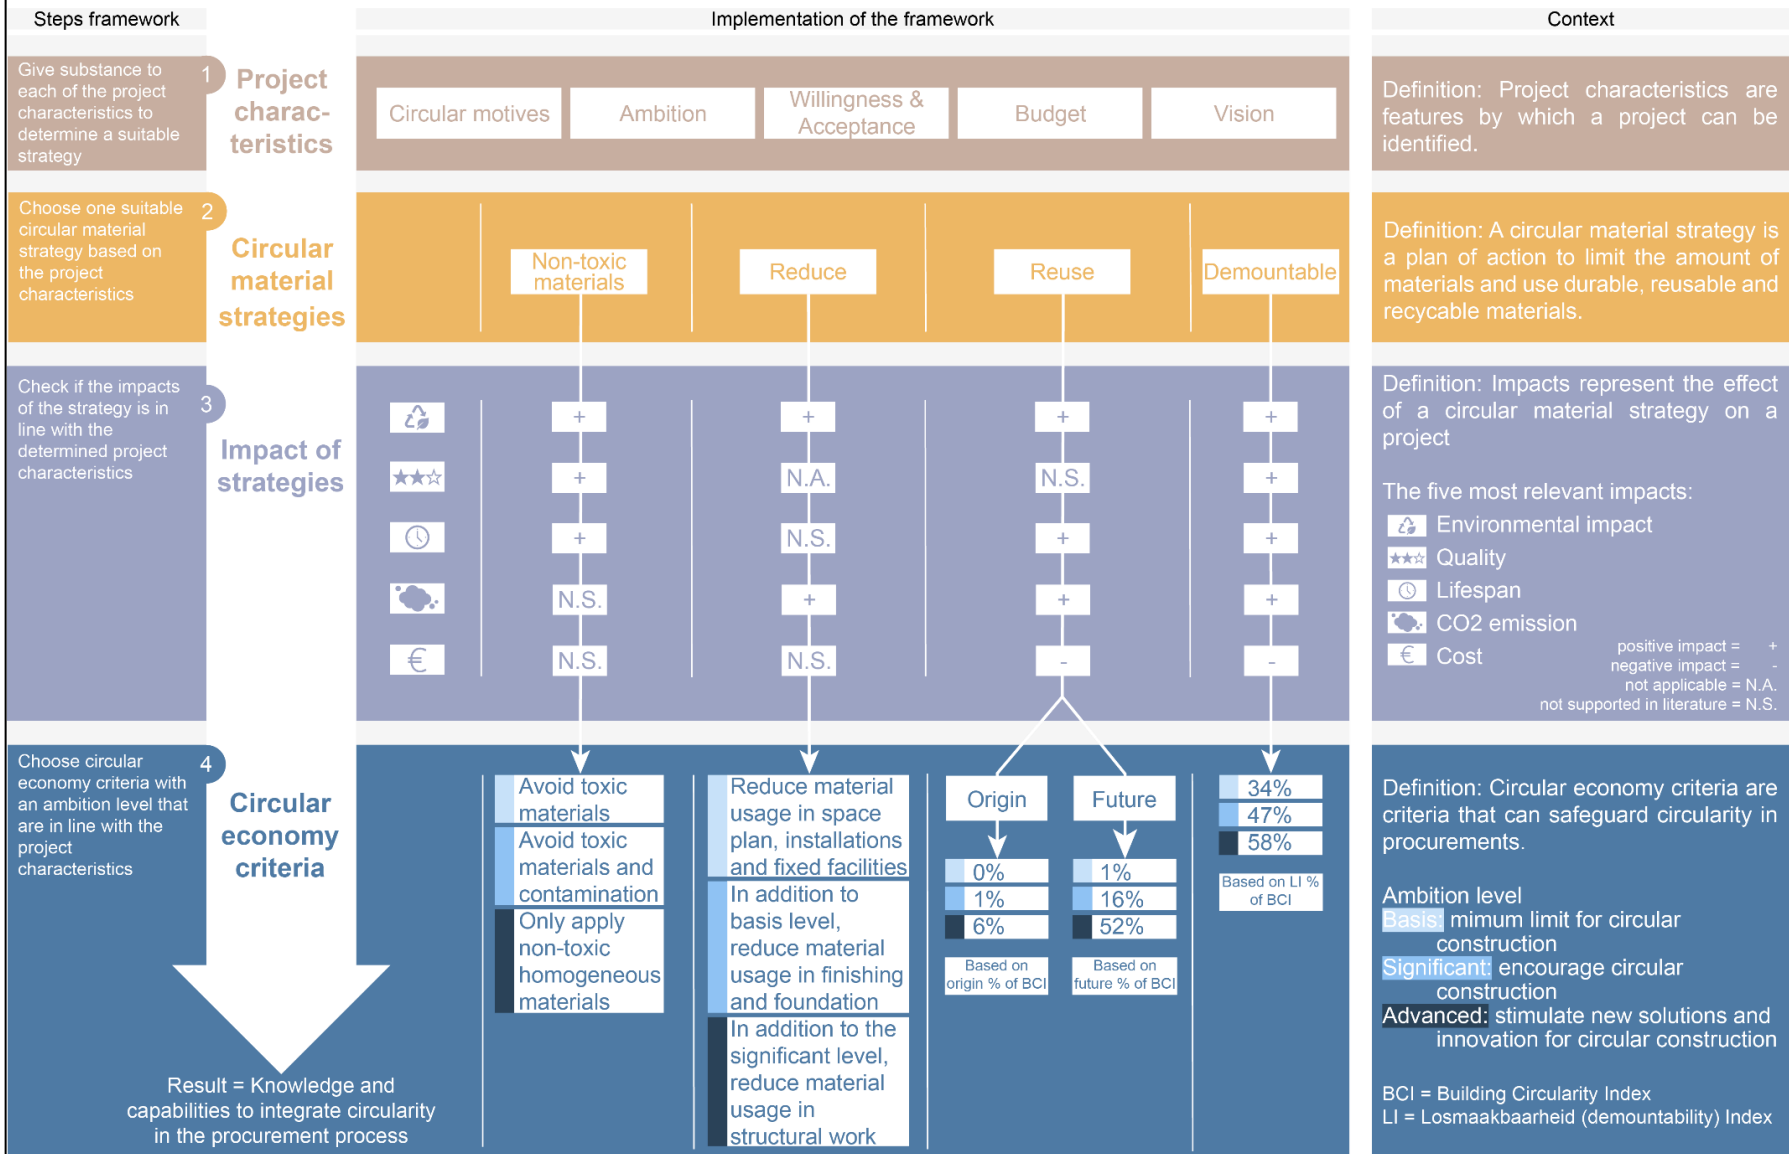 Steps framework
Implementation of the framework
Context
Give substance to
each of the project
characteristics to
determine a suitable
strategy
1
Project
charac-
teristics
Circular motives
Ambition
Willingness &
Acceptance
Budget
Vision
Definition: Project characteristics are
features by which a project can be
identified.
Choose one suitable
circular material
strategy based on
the project
characteristics
2
Circular
material
strategies
Non-toxic
materials
Reduce
Reuse
Demountable
Definition: A circular material strategy is
a plan of action to limit the amount of
materials and use durable, reusable and
recycable materials.
Check if the impacts
of the strategy is in
line with the
determined project
characteristics
3
Impact of
strategies
+
+
+
+
+
N.A.
N.S.
+
+
N.S.
+
+
N.S.
+
+
+
€
N.S.
N.S.
-
-
Definition: Impacts represent the effect
of a circular material strategy on a
project
The five most relevant impacts:
Environmental impact
Quality
Lifespan
CO2 emission
€ Cost
positive impact = +
negative impact = -
not applicable = N.A.
not supported in literature = N.S.
Choose circular
economy criteria with
an ambition level that
are in line with the
project
characteristics
4
Circular
economy
criteria
Avoid toxic
materials
Avoid toxic
materials and
contamination
Only apply
non-toxic
homogeneous
materials
Reduce material
usage in space
plan, installations
and fixed facilities
In addition to
basis level,
reduce material
usage in finishing
and foundation
In addition to the
significant level,
reduce material
usage in
structural work
Origin
0%
1%
6%
Based on
origin % of BCI
Future
1%
16%
52%
Based on
future % of BCI
34%
47%
58%
Based on LI %
of BCI
Definition: Circular economy criteria are
criteria that can safeguard circularity in
procurements.
Ambition level
Basis: mimum limit for circular
construction
Significant: encourage circular
construction
Advanced: stimulate new solutions and
innovation for circular construction
BCI = Building Circularity Index
LI = Losmaakbaarheid (demountability) Index
Result = Knowledge and
capabilities to integrate circularity
in the procurement process